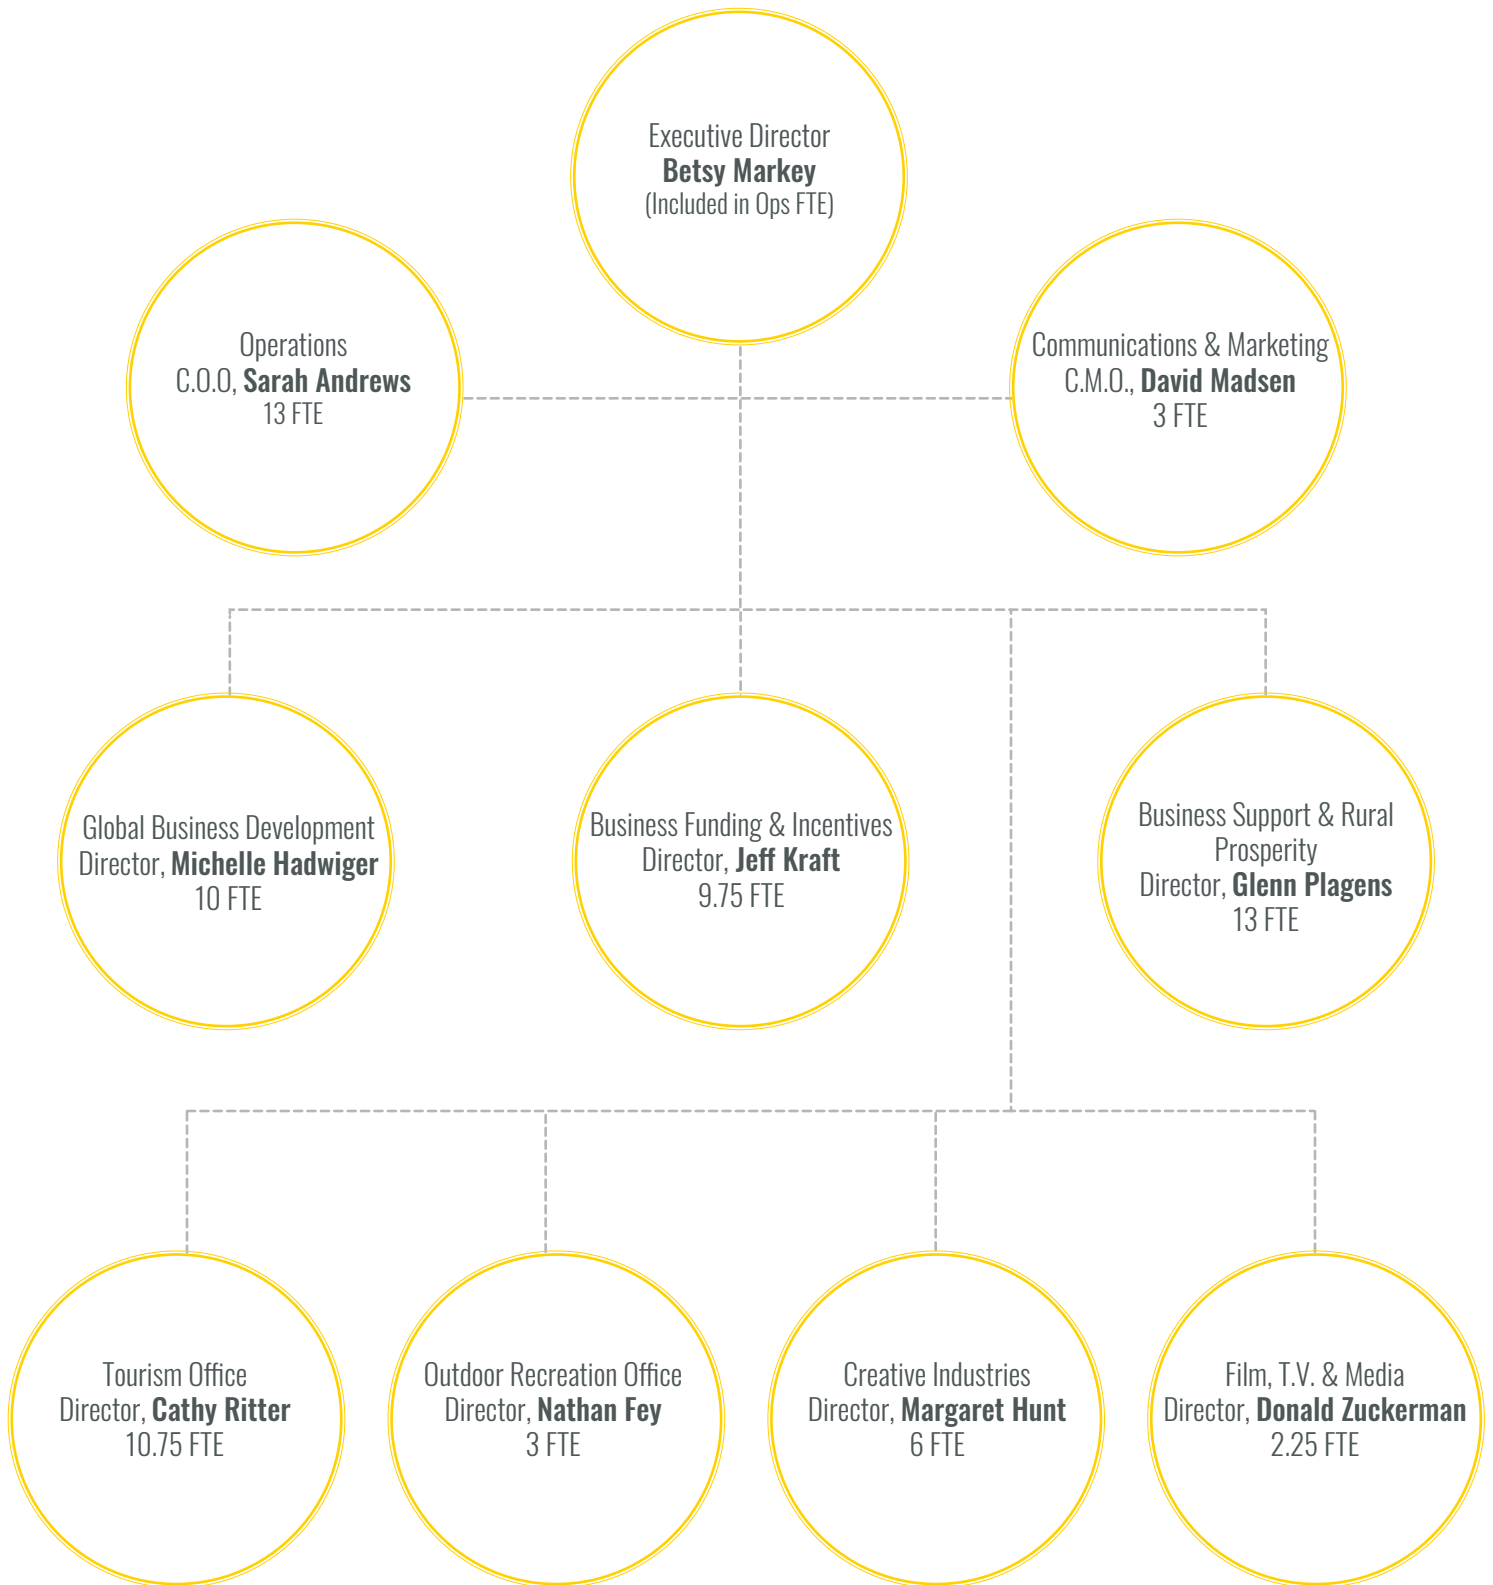 Executive Director
Betsy Markey
(Included in Ops FTE)
Operations
C.O.O, Sarah Andrews
13 FTE
Communications & Marketing
C.M.O., David Madsen
3 FTE
Global Business Development
Director, Michelle Hadwiger
10 FTE
Business Funding & Incentives
Director, Jeff Kraft
9.75 FTE
Business Support & Rural
Prosperity
Director, Glenn Plagens
13 FTE
Tourism Office
Director, Cathy Ritter
10.75 FTE
Outdoor Recreation Office
Director, Nathan Fey
3 FTE
Creative Industries
Director, Margaret Hunt
6 FTE
Film, T.V. & Media
Director, Donald Zuckerman
2.25 FTE